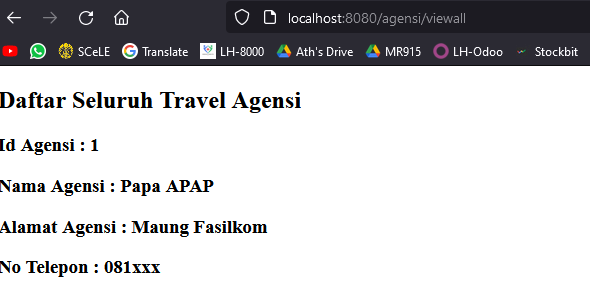 localhost:8080/agensi/viewall
SCeLE Translate LH-8000 Ath's Drive MR915 LH-Odoo Stockbit
Daftar Seluruh Travel Agensi
Id Agensi : 1
Nama Agensi : Papa APAP
Alamat Agensi : Maung Fasilkom
No Telepon : 081xxx